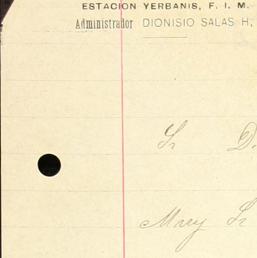 ESTACION YERBANIS, F. I. M.
Administrador DIONISIO SALAS H,
Sr D.
Muy Sr